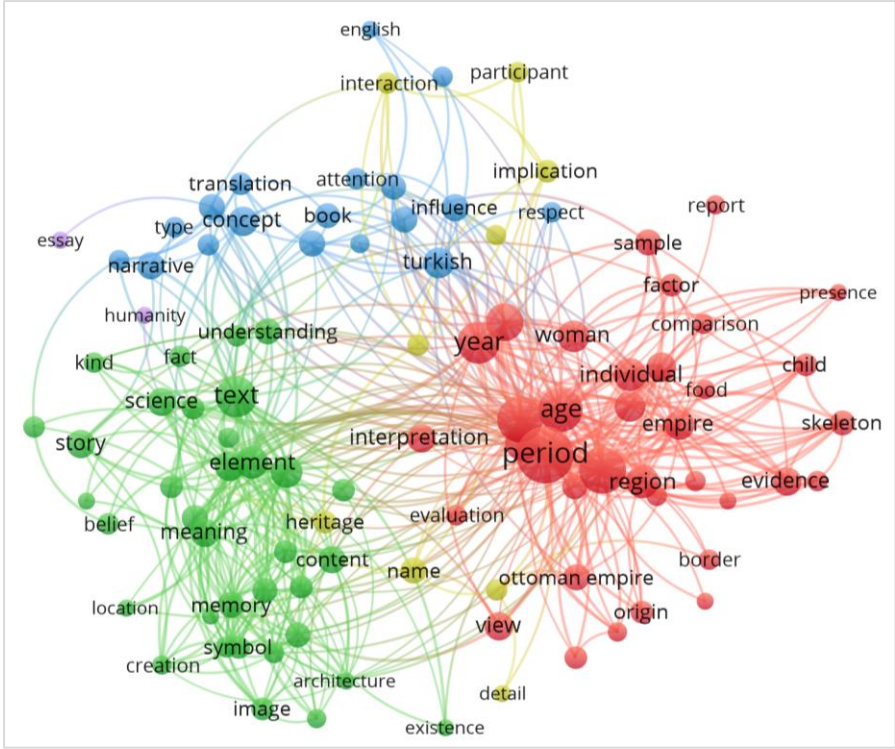 english
interaction
participant
translation
attention
implication
type
concept
book
influence
respect
report
essay
narrative
turkish
sample
factor
presence
humanity
understanding
year
woman
comparison
kind
fact
individual
food
child
science
text
age
empire
skeleton
story
element
interpretation
period
region
evidence
belief
meaning
heritage
evaluation
content
name
ottoman empire
border
location
memory
view
origin
symbol
creation
architecture
detail
image
existence